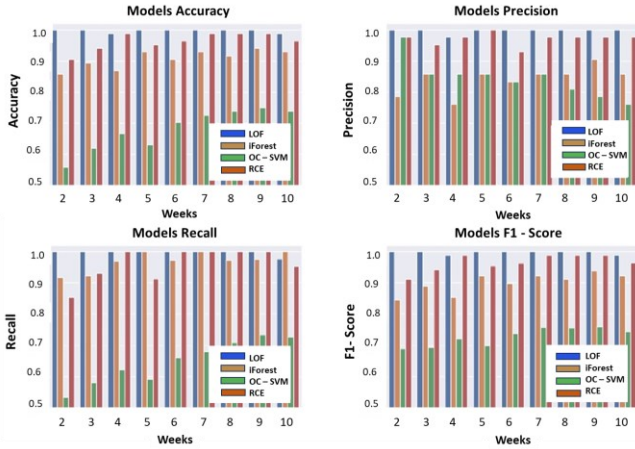 Models Accuracy
Accuracy
1.0
0.9
0.8
0.7
0.6
0.5
LOF
iForest
OC – SVM
RCE
2 3 4 5 6 7 8 9 10
Weeks
Models Precision
Precision
1.0
0.9
0.8
0.7
0.6
0.5
LOF
iForest
OC – SVM
RCE
2 3 4 5 6 7 8 9 10
Weeks
Models Recall
Recall
1.0
0.9
0.8
0.7
0.6
0.5
LOF
iForest
OC – SVM
RCE
2 3 4 5 6 7 8 9 10
Weeks
Models F1 - Score
F1- Score
1.0
0.9
0.8
0.7
0.6
0.5
LOF
iForest
OC – SVM
RCE
2 3 4 5 6 7 8 9 10
Weeks